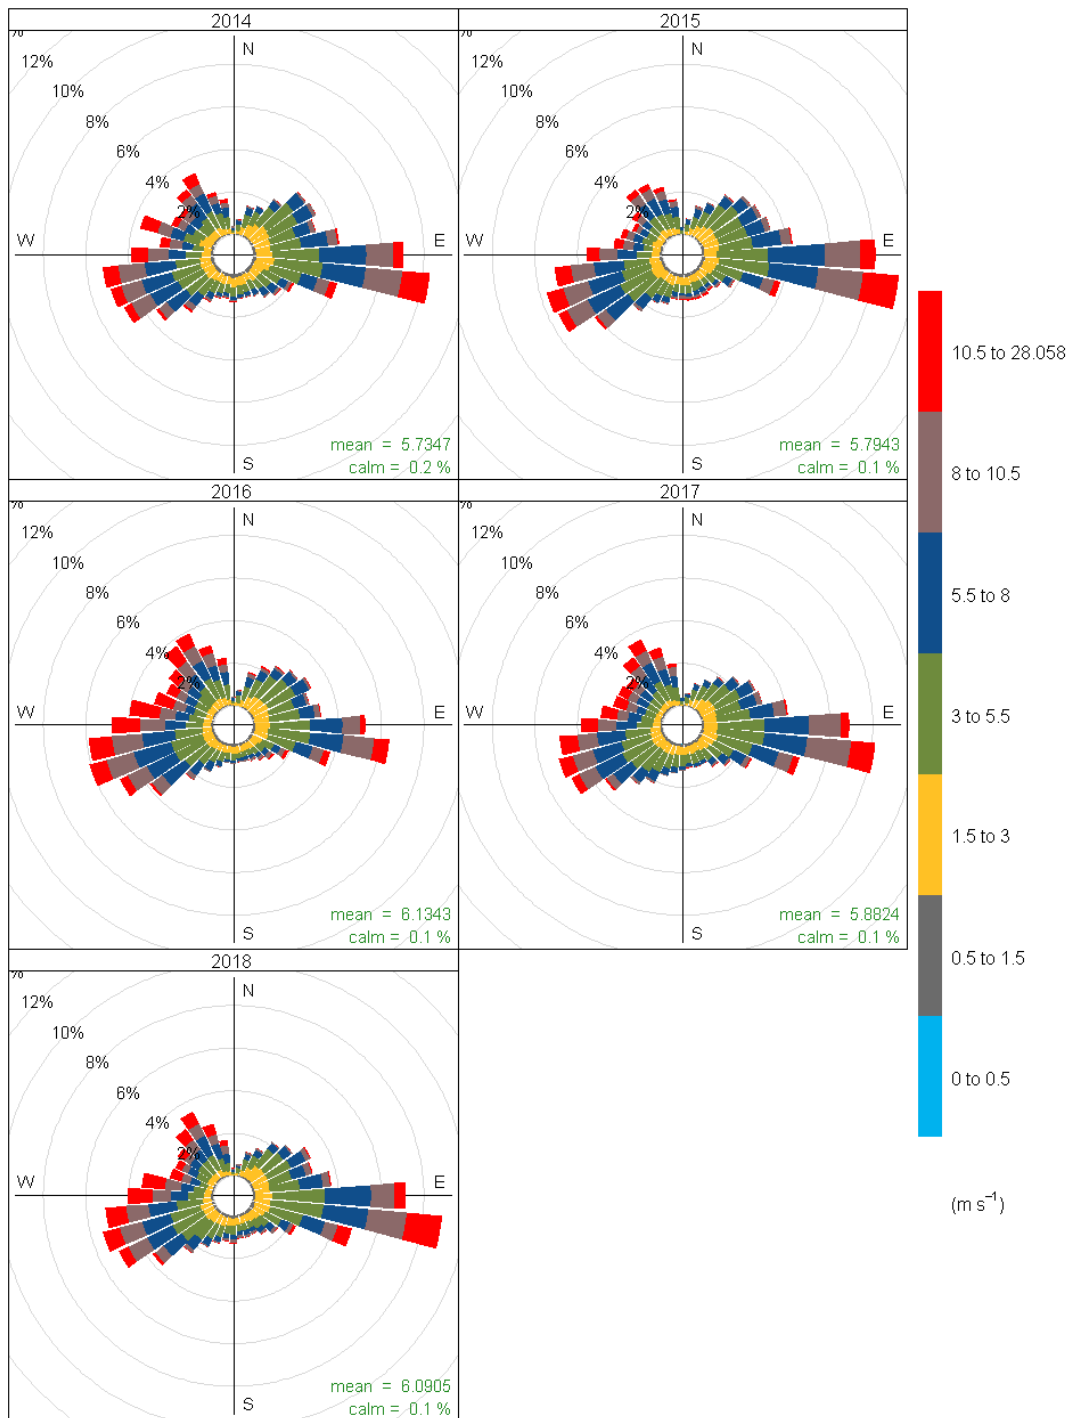 2014
%
12%
10%
8%
6%
4%
2%
N
W
E
S
mean = 5.7347
calm = 0.2 %
2015
%
12%
10%
8%
6%
4%
2%
N
W
E
S
mean = 5.7943
calm = 0.1 %
2016
%
12%
10%
8%
6%
4%
2%
N
W
E
S
mean = 6.1343
calm = 0.1 %
2017
%
12%
10%
8%
6%
4%
2%
N
W
E
S
mean = 5.8824
calm = 0.1 %
2018
%
12%
10%
8%
6%
4%
2%
N
W
E
S
mean = 6.0905
calm = 0.1 %
10.5 to 28.058
8 to 10.5
5.5 to 8
3 to 5.5
1.5 to 3
0.5 to 1.5
0 to 0.5
(m s⁻¹)